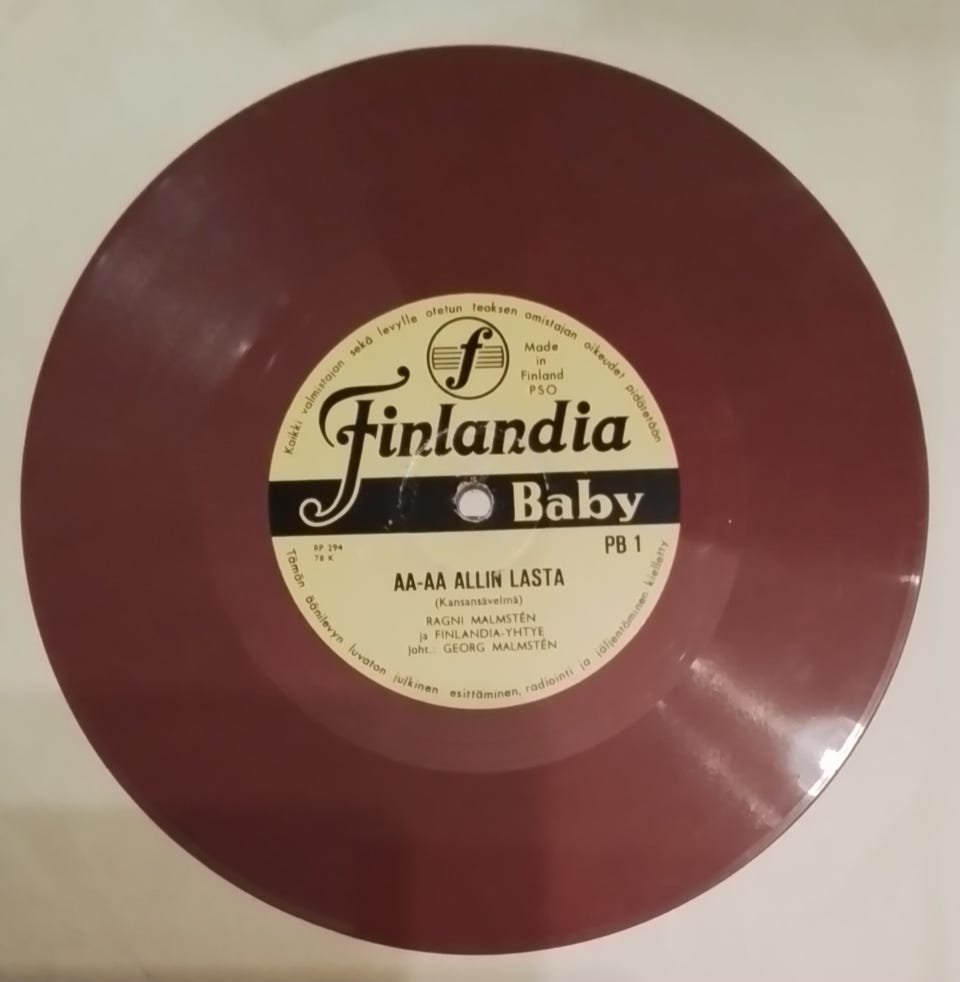 Kaikki valmistajan sekä levylle otetun teoksen omistajan oikeudet pidätetään
f
Made
in
Finland
PSO
Finlandia
Baby
PB 1
RP 294
78 K
AA-AA ALLIN LASTA
(Kansansävelmä)
RAGNI MALMSTÉN
ja FINLANDIA-YHTYE
Joht.: GEORG MALMSTÉN
Tämän äänilevyn luvaton julkinen esittäminen, radiointi ja jäljentäminen kielletty